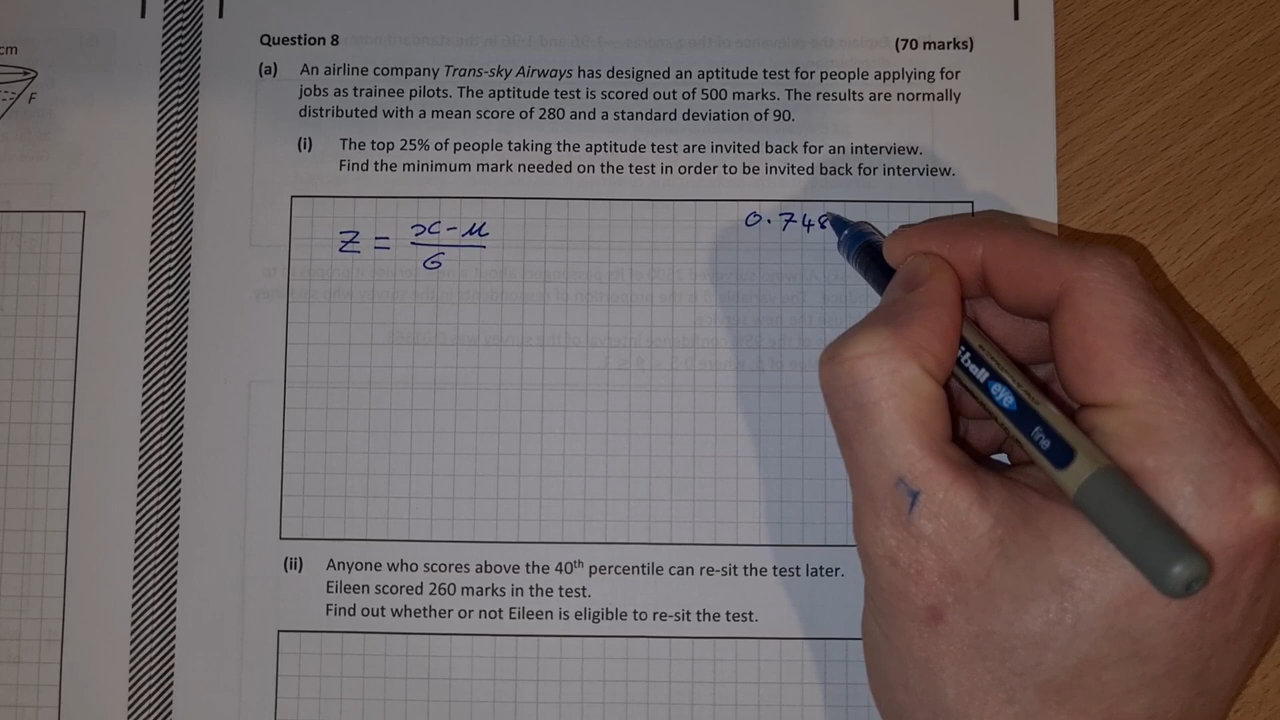 cm
F
Question 8
(70 marks)
(a) An airline company Trans-sky Airways has designed an aptitude test for people applying for
jobs as trainee pilots. The aptitude test is scored out of 500 marks. The results are normally
distributed with a mean score of 280 and a standard deviation of 90.
(i) The top 25% of people taking the aptitude test are invited back for an interview.
Find the minimum mark needed on the test in order to be invited back for interview.
Z = x-μ
σ
0.748
(ii) Anyone who scores above the 40th percentile can re-sit the test later.
Eileen scored 260 marks in the test.
Find out whether or not Eileen is eligible to re-sit the test.
eye
fine